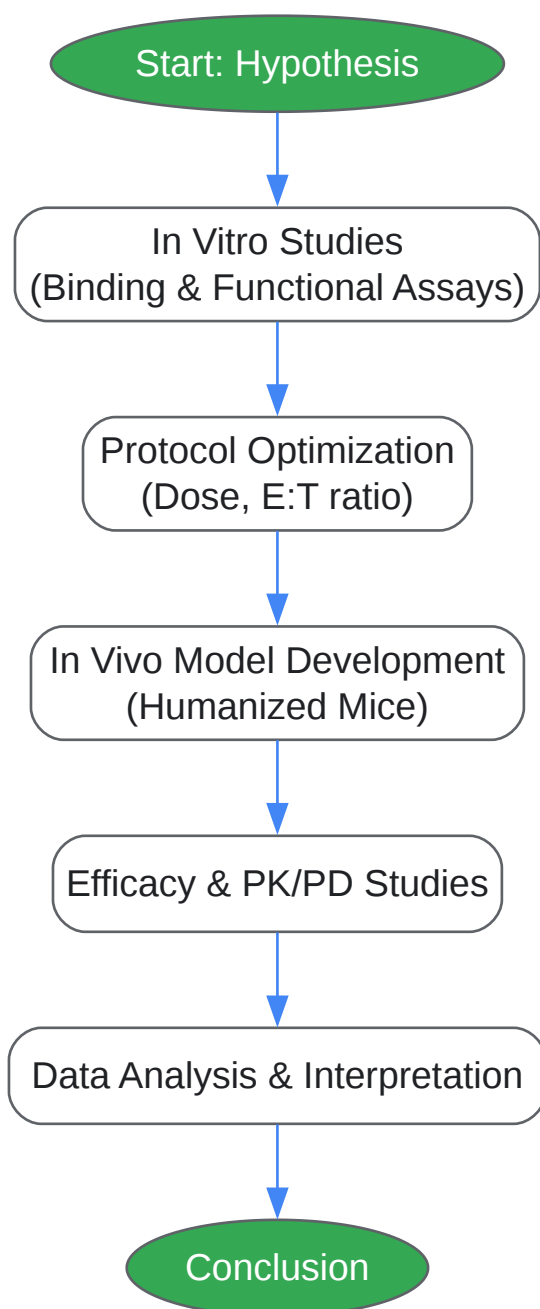 Start: Hypothesis
In Vitro Studies
(Binding & Functional Assays)
Protocol Optimization
(Dose, E:T ratio)
In Vivo Model Development
(Humanized Mice)
Efficacy & PK/PD Studies
Data Analysis & Interpretation
Conclusion